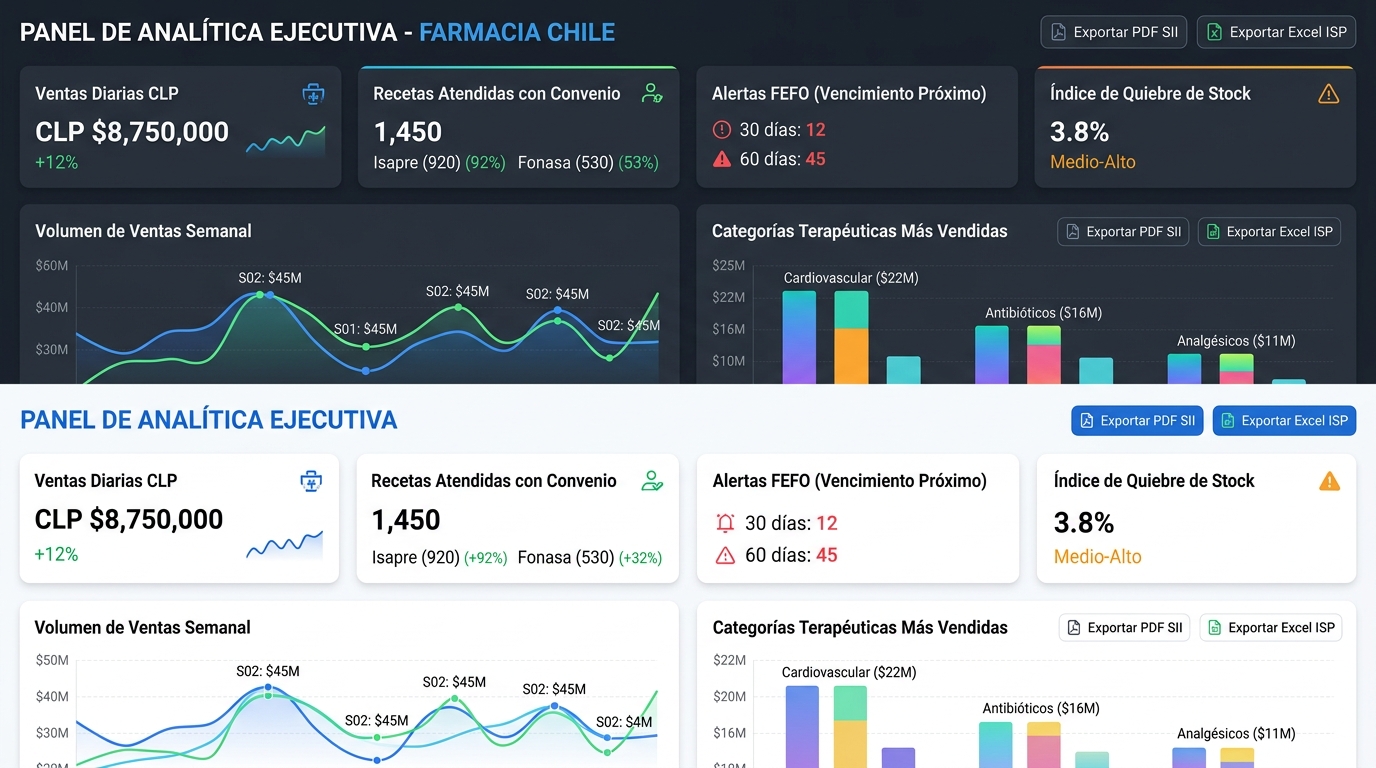 PANEL DE ANALÍTICA EJECUTIVA - FARMACIA CHILE
Exportar PDF SII
Exportar Excel ISP
Ventas Diarias CLP
CLP $8,750,000
+12%
Recetas Atendidas con Convenio
1,450
Isapre (920) (92%) Fonasa (530) (53%)
Alertas FEFO (Vencimiento Próximo)
30 días: 12
60 días: 45
Índice de Quiebre de Stock
3.8%
Medio-Alto
Volumen de Ventas Semanal
$60M
$40M
$30M
S02: $45M
S01: $45M
S02: $45M
S02: $45M
S02: $45M
Categorías Terapéuticas Más Vendidas
Exportar PDF SII
Exportar Excel ISP
$25M
$22M
$16M
$10M
Cardiovascular ($22M)
Antibióticos ($16M)
Analgésicos ($11M)
PANEL DE ANALÍTICA EJECUTIVA
Exportar PDF SII
Exportar Excel ISP
Ventas Diarias CLP
CLP $8,750,000
+12%
Recetas Atendidas con Convenio
1,450
Isapre (920) (+92%) Fonasa (530) (+32%)
Alertas FEFO (Vencimiento Próximo)
30 días: 12
60 días: 45
Índice de Quiebre de Stock
3.8%
Medio-Alto
Volumen de Ventas Semanal
$50M
$40M
$30M
S02: $45M
S02: $45M
S02: $45M
S02: $45M
S02: $4M
Categorías Terapéuticas Más Vendidas
Exportar PDF SII
Exportar Excel ISP
$22M
$20M
$16M
Cardiovascular ($22M)
Antibióticos ($16M)
Analgésicos ($11M)